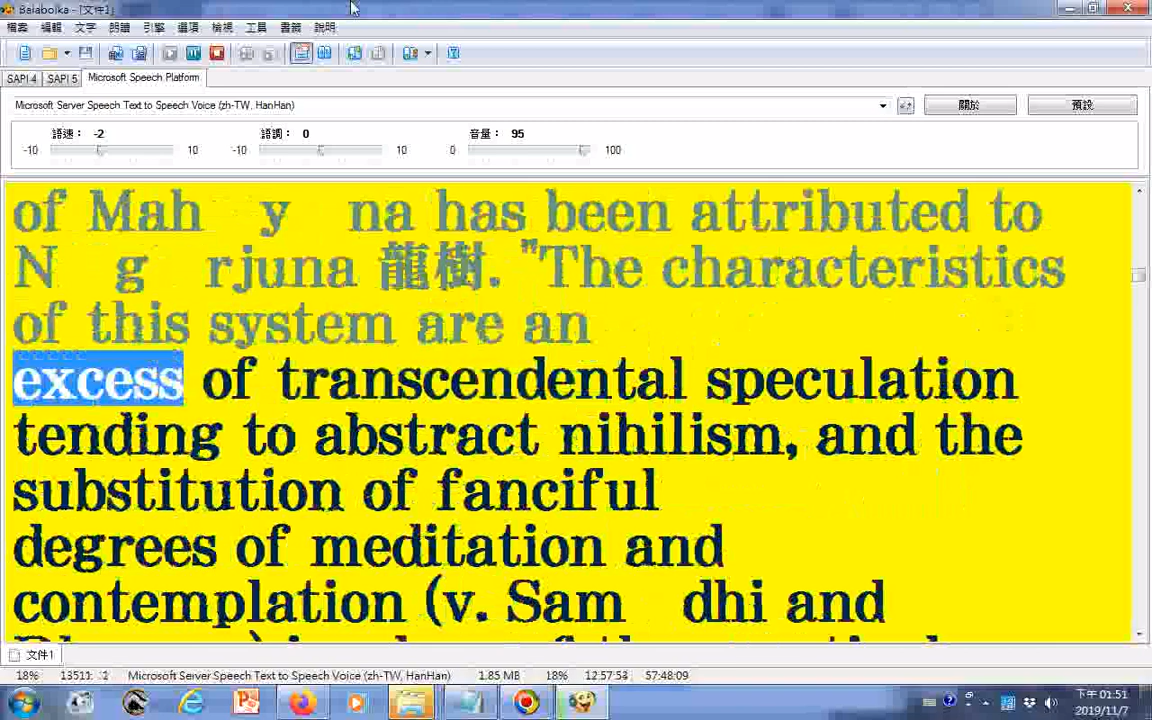 Balabolka - [文件1]
檔案 編輯 文字 朗讀 引擎 選項 檢視 工具 書籤 說明
SAPI 4 SAPI 5 Microsoft Speech Platform
Microsoft Server Speech Text to Speech Voice (zh-TW, HanHan) 關於 預設
語速： -2 語調： 0 音量： 95
-10 10 -10 10 0 100
of Mah y na has been attributed to
N g rjuna 龍樹. "The characteristics
of this system are an
excess of transcendental speculation
tending to abstract nihilism, and the
substitution of fanciful
degrees of meditation and
contemplation (v. Sam dhi and
文件1
18% 13511: 2 Microsoft Server Speech Text to Speech Voice (zh-TW, HanHan) 1.85 MB 18% 12:57:53 57:48:09
下午 01:51
2019/11/7